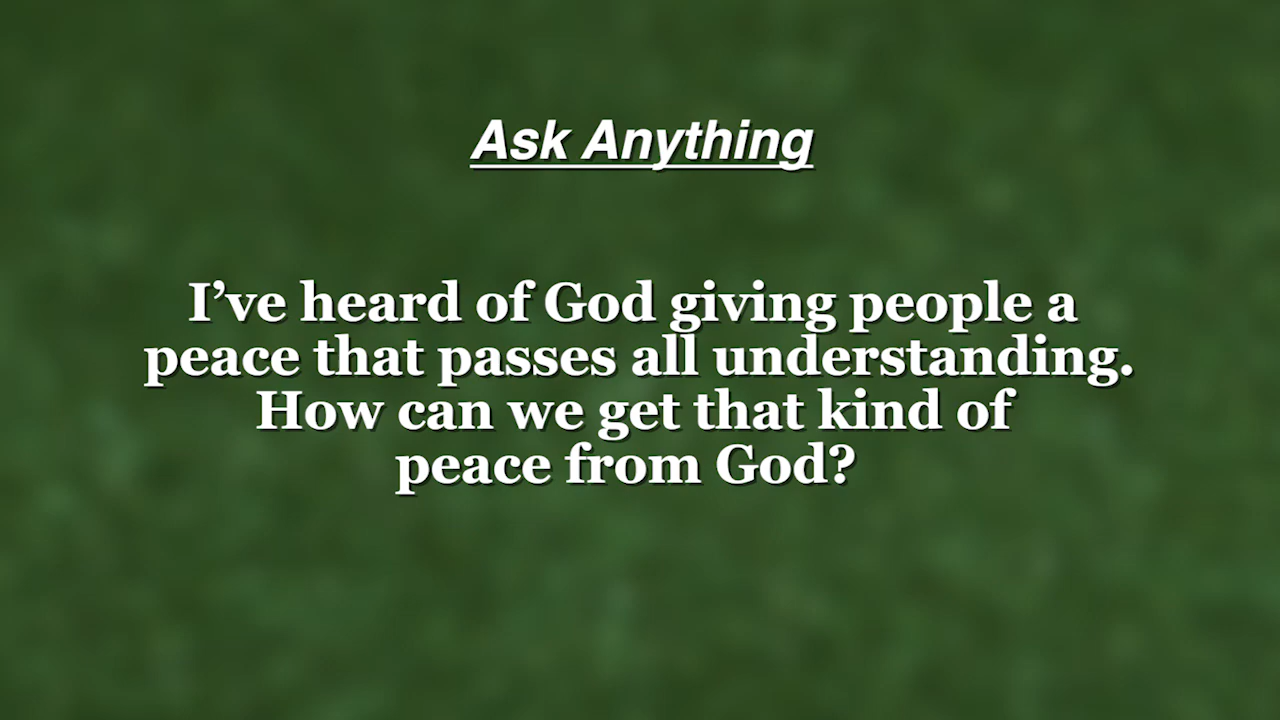 Ask Anything
I’ve heard of God giving people a
peace that passes all understanding.
How can we get that kind of
peace from God?